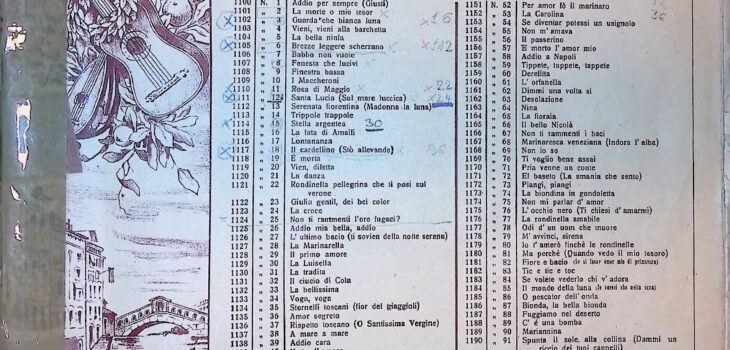 1100 N. 1 Addio per sempre (Giusti)
1101 „ 2 La morte o mio tesor
1102 „ 3 Guarda che bianca luna 16
1103 „ 4 Vieni, vieni alla barchetta
1104 „ 5 La bella ninla
1105 „ 6 Brezze leggere scherzano 112
1106 „ 7 Babbo non vuole
1107 „ 8 Fenesta che lucivi
1108 „ 9 Finestra bassa
1109 „ 10 I Maccheroni
1110 „ 11 Rosa di Maggio 22
1111 „ 12 Santa Lucia (Sul mare luccica)
1112 „ 13 Serenata fiorentina (Madonna la luna)
1113 „ 14 Trippole trappole
1114 „ 15 Stella argentea 30
1115 „ 16 La fata di Amalfi
1116 „ 17 Lontananza
1117 „ 18 Il cardellino (Stò allevando)
1118 „ 19 È morta
1119 „ 20 Vien, diletta
1120 „ 21 La danza
1121 „ 22 Rondinella pellegrina che ti posi sul
verone
1122 „ 23 Giulia gentil, dei bei color
1123 „ 24 La croce
1124 „ 25 Non ti rammenti l'ore fugaci?
1125 „ 26 Addio mia bella, addio
1126 „ 27 L' ultimo bacio (ti sovien della notte serena)
1127 „ 28 La Marinarella
1128 „ 29 Il primo amore
1129 „ 30 La Luisella
1130 „ 31 La tradita
1131 „ 32 Il ciuccio di Cola
1132 „ 33 La bellissima
1133 „ 34 Voga, voga
1134 „ 35 Stornelli toscani (fior del giaggiolo)
1135 „ 36 Amor segreto
1136 „ 37 Rispetto toscano (O Santissima Vergine)
1137 „ 38 A mare a mare
1138 „ 39 Addio cara
1151 N. 52 Per amor fò il marinaro
1152 „ 53 La Carolina 36
1153 „ 54 Se diventar potessi un usignolo
1154 „ 55 Non m'amava
1155 „ 56 Il passerino
1156 „ 57 È morto l' amor mio
1157 „ 58 Addio a Napoli
1158 „ 59 Tippete, tuppete, tappete
1159 „ 60 Derelitta
1160 „ 61 L' orfanella
1161 „ 62 Dimmi una volta sì
1162 „ 63 Desolazione
1163 „ 64 Nina
1164 „ 65 La fioraia
1165 „ 66 Il bello Nicolà
1166 „ 67 Non ti rammenti i baci
1167 „ 68 Marinaresca veneziana (Indora l' alba)
1168 „ 69 Non lo so
1169 „ 70 Ti voglio bene assai
1170 „ 71 Pria venne un conte
1171 „ 72 El baseto (La smania che sento)
1172 „ 73 Piangi, piangi
1173 „ 74 La biondina in gondoletta
1174 „ 75 Non mi parlar d' amor
1175 „ 76 L' occhio nero (Ti chiesi d' amarmi)
1176 „ 77 La rondinella amabile
1177 „ 78 Odi d' un uom che muore
1178 „ 79 M' avvinci, sirena
1179 „ 80 Io t' amerò finchè le rondinelle
1180 „ 81 Ma perchè (Quando vedo il mio tesoro)
1181 „ 82 Fiore e bacio
1182 „ 83 Tic e tic e toc
1183 „ 84 Se volete vederlo chi v' adora
1184 „ 85 Il mondo della luna
1185 „ 86 O pescator dell' onda
1186 „ 87 Bionda, la bella bionda
1187 „ 88 Fuggiamo nel deserto
1188 „ 89 C' é una bomba
1189 „ 90 Mariannina
1190 „ 91 Spunta il sole, alla collina (Dammi un
riccio dei tuoi capelli)